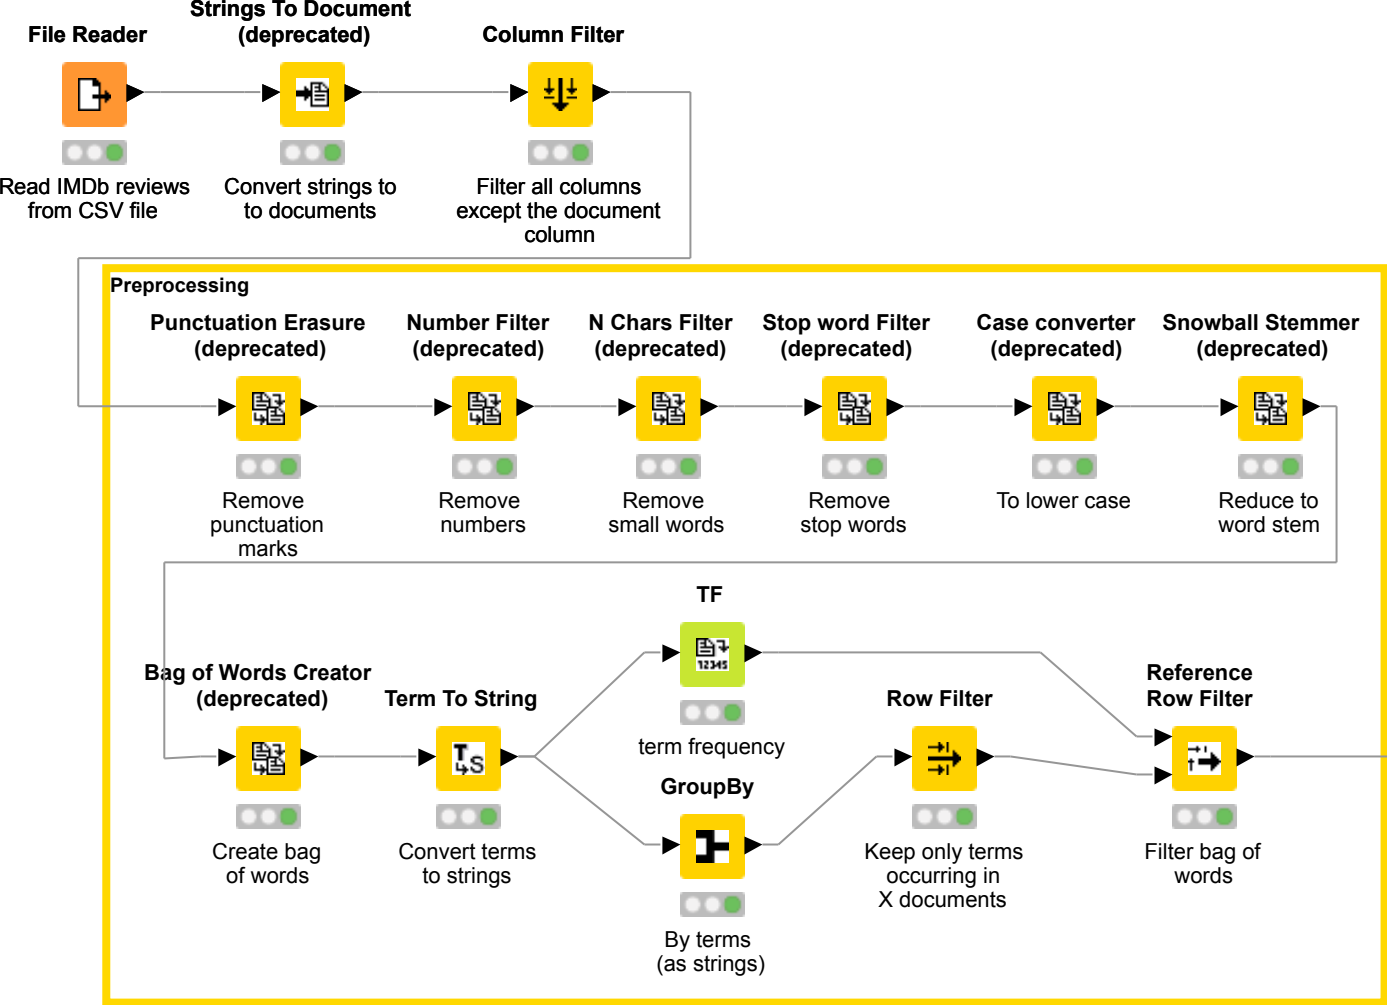 Strings To Document
File Reader
(deprecated)
Column Filter
Read IMDb reviews
from CSV file
Convert strings to
to documents
Filter all columns
except the document
column
Preprocessing
Punctuation Erasure
(deprecated)
Number Filter
(deprecated)
N Chars Filter
(deprecated)
Stop word Filter
(deprecated)
Case converter
(deprecated)
Snowball Stemmer
(deprecated)
Remove
punctuation
marks
Remove
numbers
Remove
small words
Remove
stop words
To lower case
Reduce to
word stem
TF
12345
term frequency
Bag of Words Creator
(deprecated)
Term To String
T
S
Row Filter
Reference
Row Filter
GroupBy
Create bag
of words
Convert terms
to strings
Keep only terms
occurring in
X documents
Filter bag of
words
By terms
(as strings)